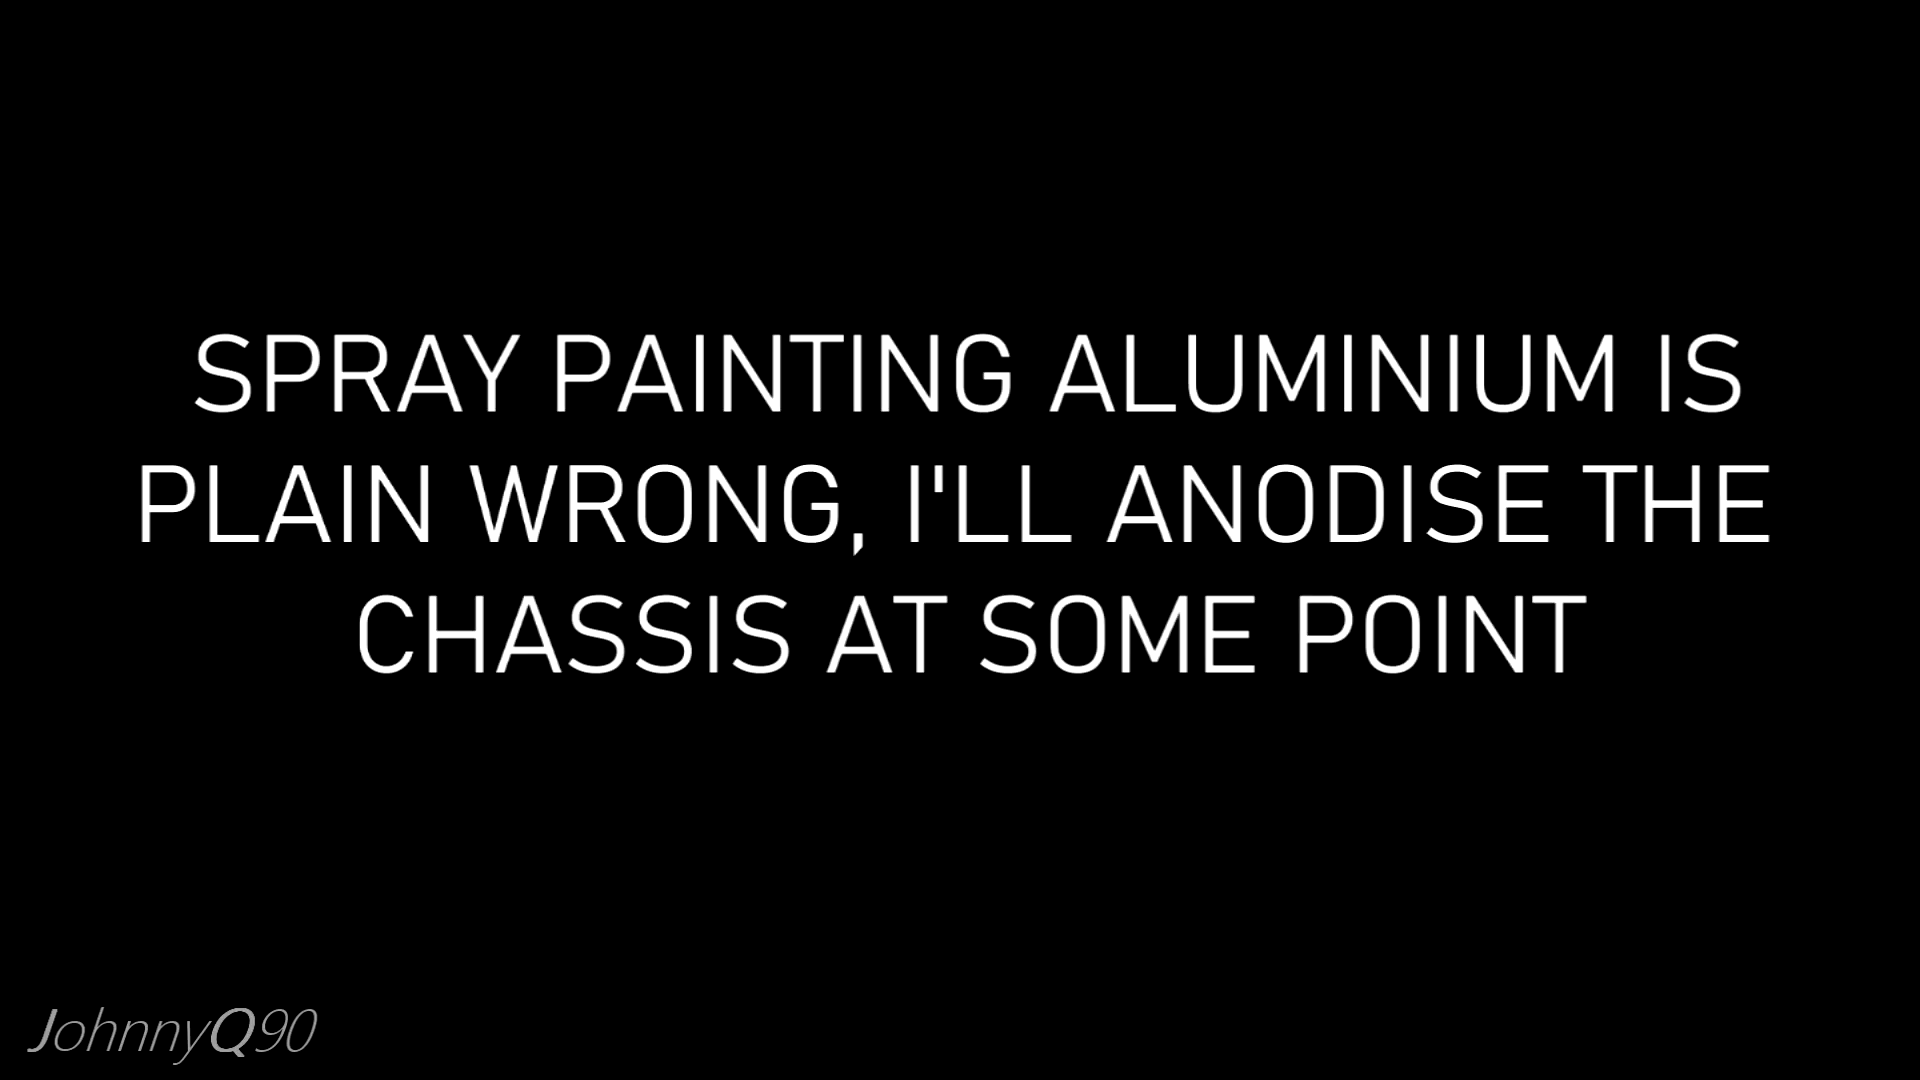 SPRAY PAINTING ALUMINIUM IS
PLAIN WRONG, I'LL ANODISE THE
CHASSIS AT SOME POINT
JohnnyQ90